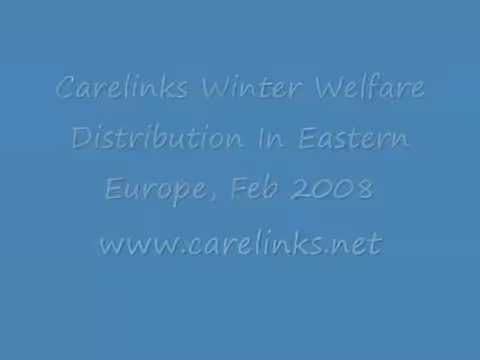 Carelinks Winter Welfare
Distribution In Eastern
Europe, Feb 2008
www.carelinks.net